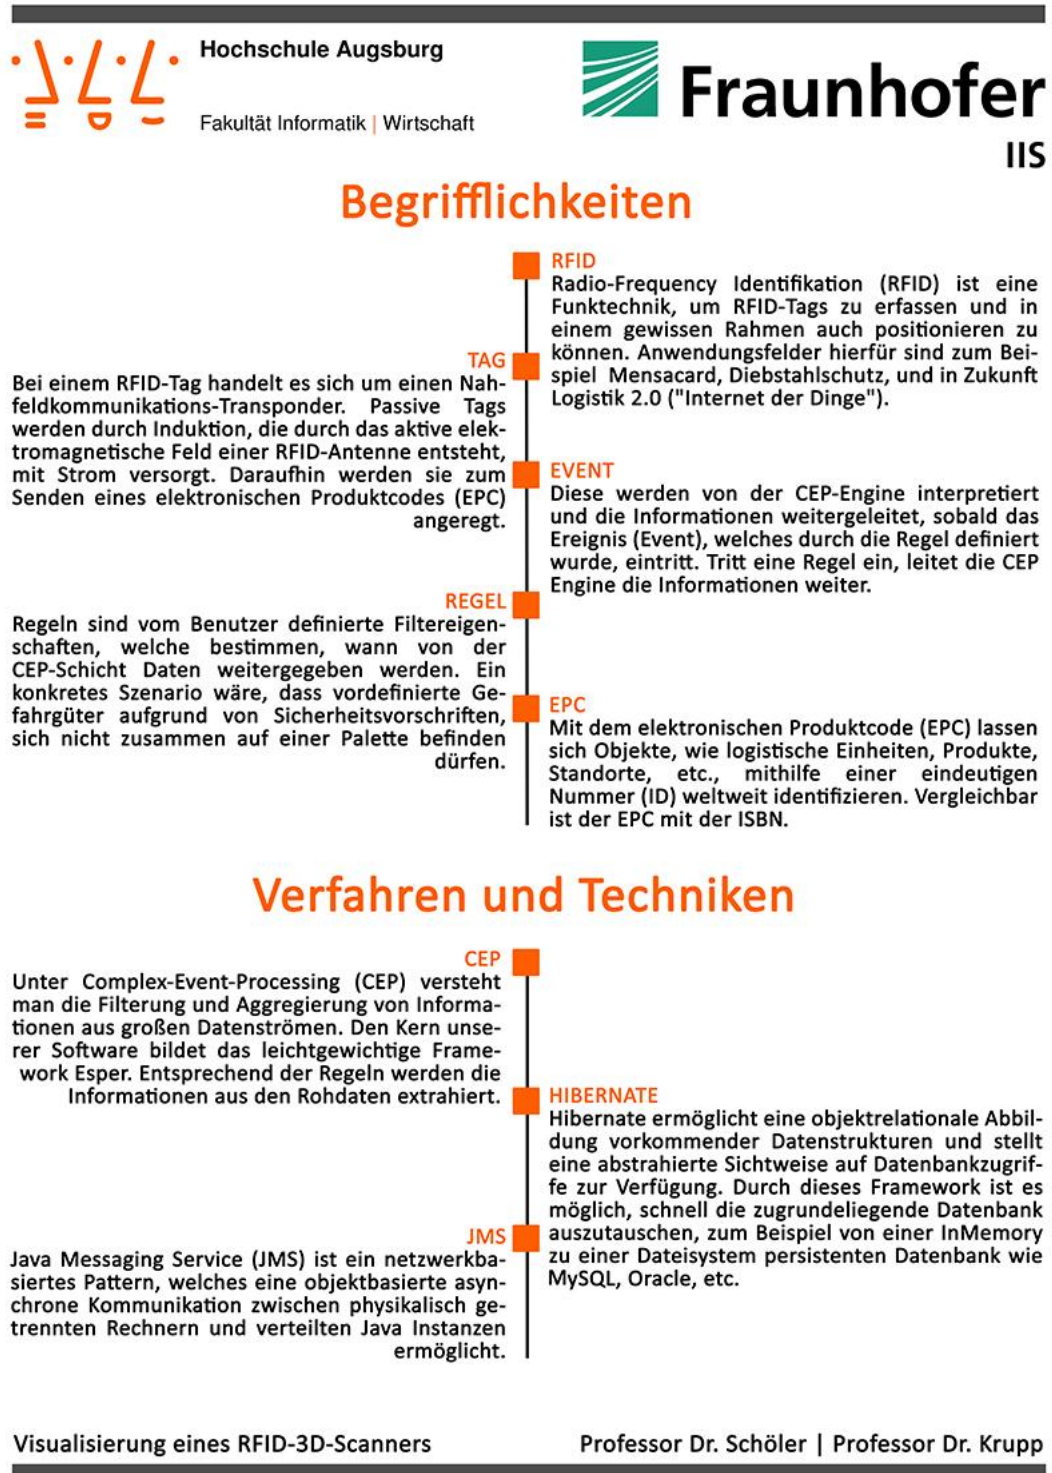 Hochschule Augsburg
Fakultät Informatik | Wirtschaft
Fraunhofer
IIS
Begrifflichkeiten
RFID
Radio-Frequency Identifikation (RFID) ist eine
Funktechnik, um RFID-Tags zu erfassen und in
einem gewissen Rahmen auch positionieren zu
können. Anwendungsfelder hierfür sind zum Bei-
spiel Mensacard, Diebstahlschutz, und in Zukunft
Logistik 2.0 ("Internet der Dinge").
TAG
Bei einem RFID-Tag handelt es sich um einen Nah-
feldkommunikations-Transponder. Passive Tags
werden durch Induktion, die durch das aktive elek-
tromagnetische Feld einer RFID-Antenne entsteht,
mit Strom versorgt. Daraufhin werden sie zum
Senden eines elektronischen Produktcodes (EPC)
angeregt.
EVENT
Diese werden von der CEP-Engine interpretiert
und die Informationen weitergeleitet, sobald das
Ereignis (Event), welches durch die Regel definiert
wurde, eintritt. Tritt eine Regel ein, leitet die CEP
Engine die Informationen weiter.
REGEL
Regeln sind vom Benutzer definierte Filtereigen-
schaften, welche bestimmen, wann von der
CEP-Schicht Daten weitergegeben werden. Ein
konkretes Szenario wäre, dass vordefinierte Ge-
fahrgüter aufgrund von Sicherheitsvorschriften,
sich nicht zusammen auf einer Palette befinden
dürfen.
EPC
Mit dem elektronischen Produktcode (EPC) lassen
sich Objekte, wie logistische Einheiten, Produkte,
Standorte, etc., mithilfe einer eindeutigen
Nummer (ID) weltweit identifizieren. Vergleichbar
ist der EPC mit der ISBN.
Verfahren und Techniken
CEP
Unter Complex-Event-Processing (CEP) versteht
man die Filterung und Aggregierung von Informa-
tionen aus großen Datenströmen. Den Kern unse-
rer Software bildet das leichtgewichtige Frame-
work Esper. Entsprechend der Regeln werden die
Informationen aus den Rohdaten extrahiert.
HIBERNATE
Hibernate ermöglicht eine objektrelationale Abbil-
dung vorkommender Datenstrukturen und stellt
eine abstrahierte Sichtweise auf Datenbankzugrif-
fe zur Verfügung. Durch dieses Framework ist es
möglich, schnell die zugrundeliegende Datenbank
auszutauschen, zum Beispiel von einer InMemory
zu einer Dateisystem persistenten Datenbank wie
MySQL, Oracle, etc.
JMS
Java Messaging Service (JMS) ist ein netzwerkba-
siertes Pattern, welches eine objektbasierte asyn-
chrone Kommunikation zwischen physikalisch ge-
trennten Rechnern und verteilten Java Instanzen
ermöglicht.
Visualisierung eines RFID-3D-Scanners
Professor Dr. Schöler | Professor Dr. Krupp